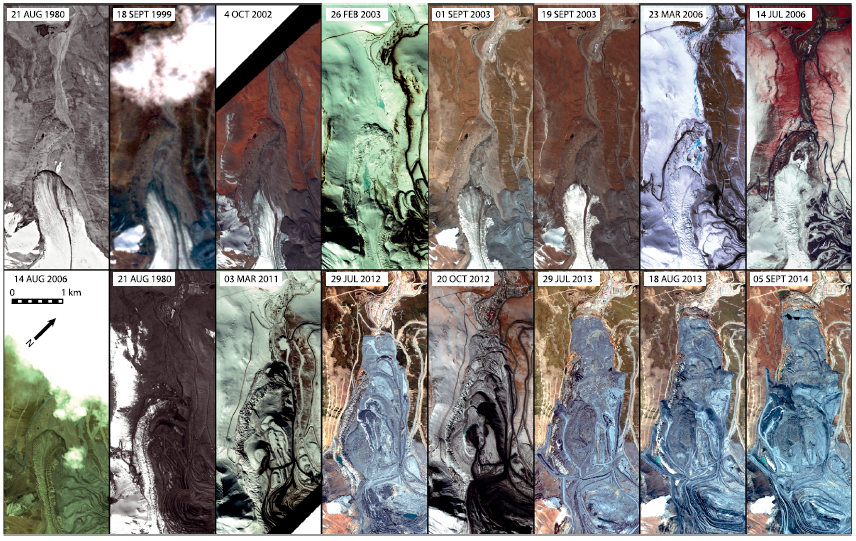 21 AUG 1980
18 SEPT 1999
4 OCT 2002
26 FEB 2003
01 SEPT 2003
19 SEPT 2003
23 MAR 2006
14 JUL 2006
14 AUG 2006
0
1 km
N
21 AUG 1980
03 MAR 2011
29 JUL 2012
20 OCT 2012
29 JUL 2013
18 AUG 2013
05 SEPT 2014